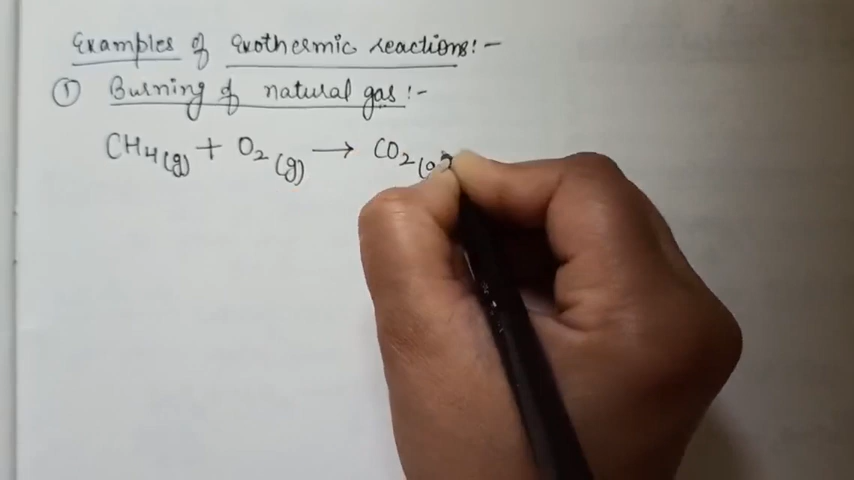 Examples of Exothermic reactions:-
① Burning of natural gas:-
CH4(g) + O2(g) → CO2(g